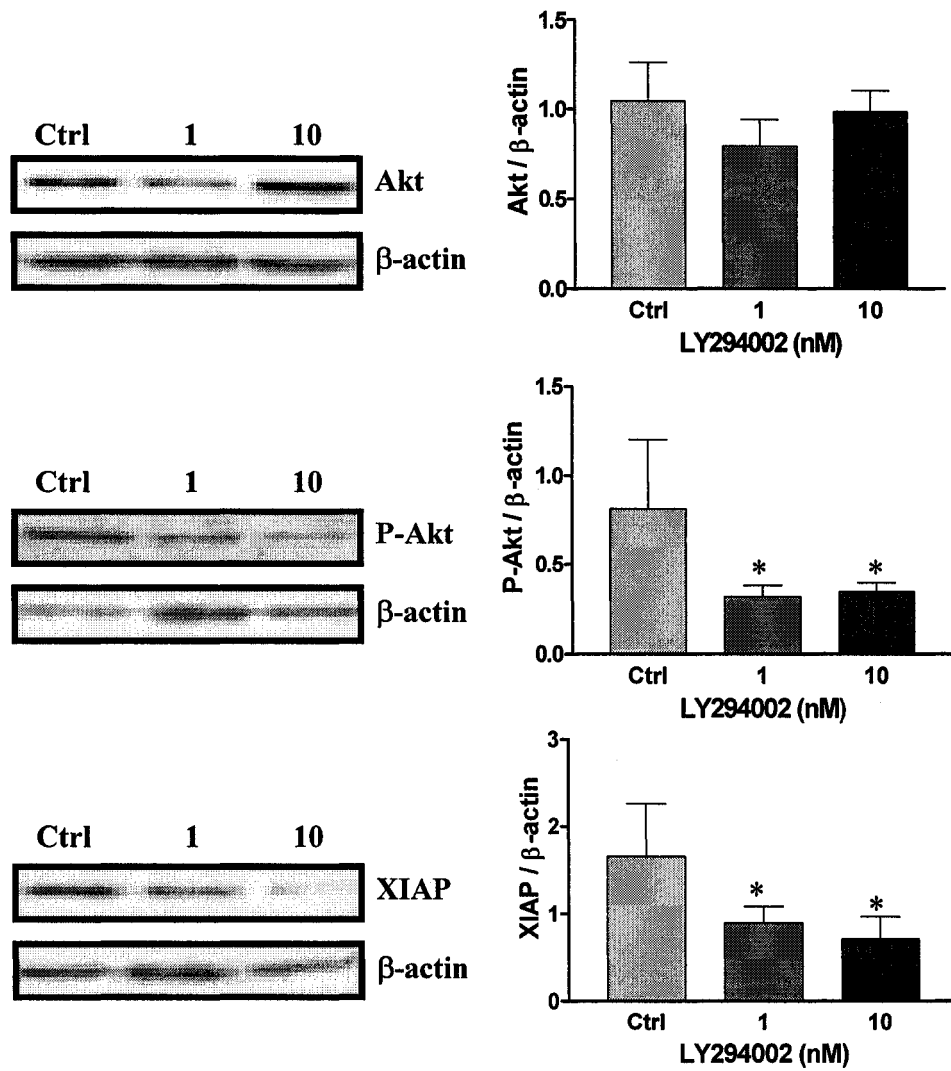 Ctrl 1 10
Akt
β-actin
1.5
1.0
0.5
0.0
Akt / β-actin
Ctrl 1 10
LY294002 (nM)
Ctrl 1 10
P-Akt
β-actin
1.5
1.0
0.5
0.0
P-Akt / β-actin
* *
Ctrl 1 10
LY294002 (nM)
Ctrl 1 10
XIAP
β-actin
3
2
1
0
XIAP / β-actin
* *
Ctrl 1 10
LY294002 (nM)